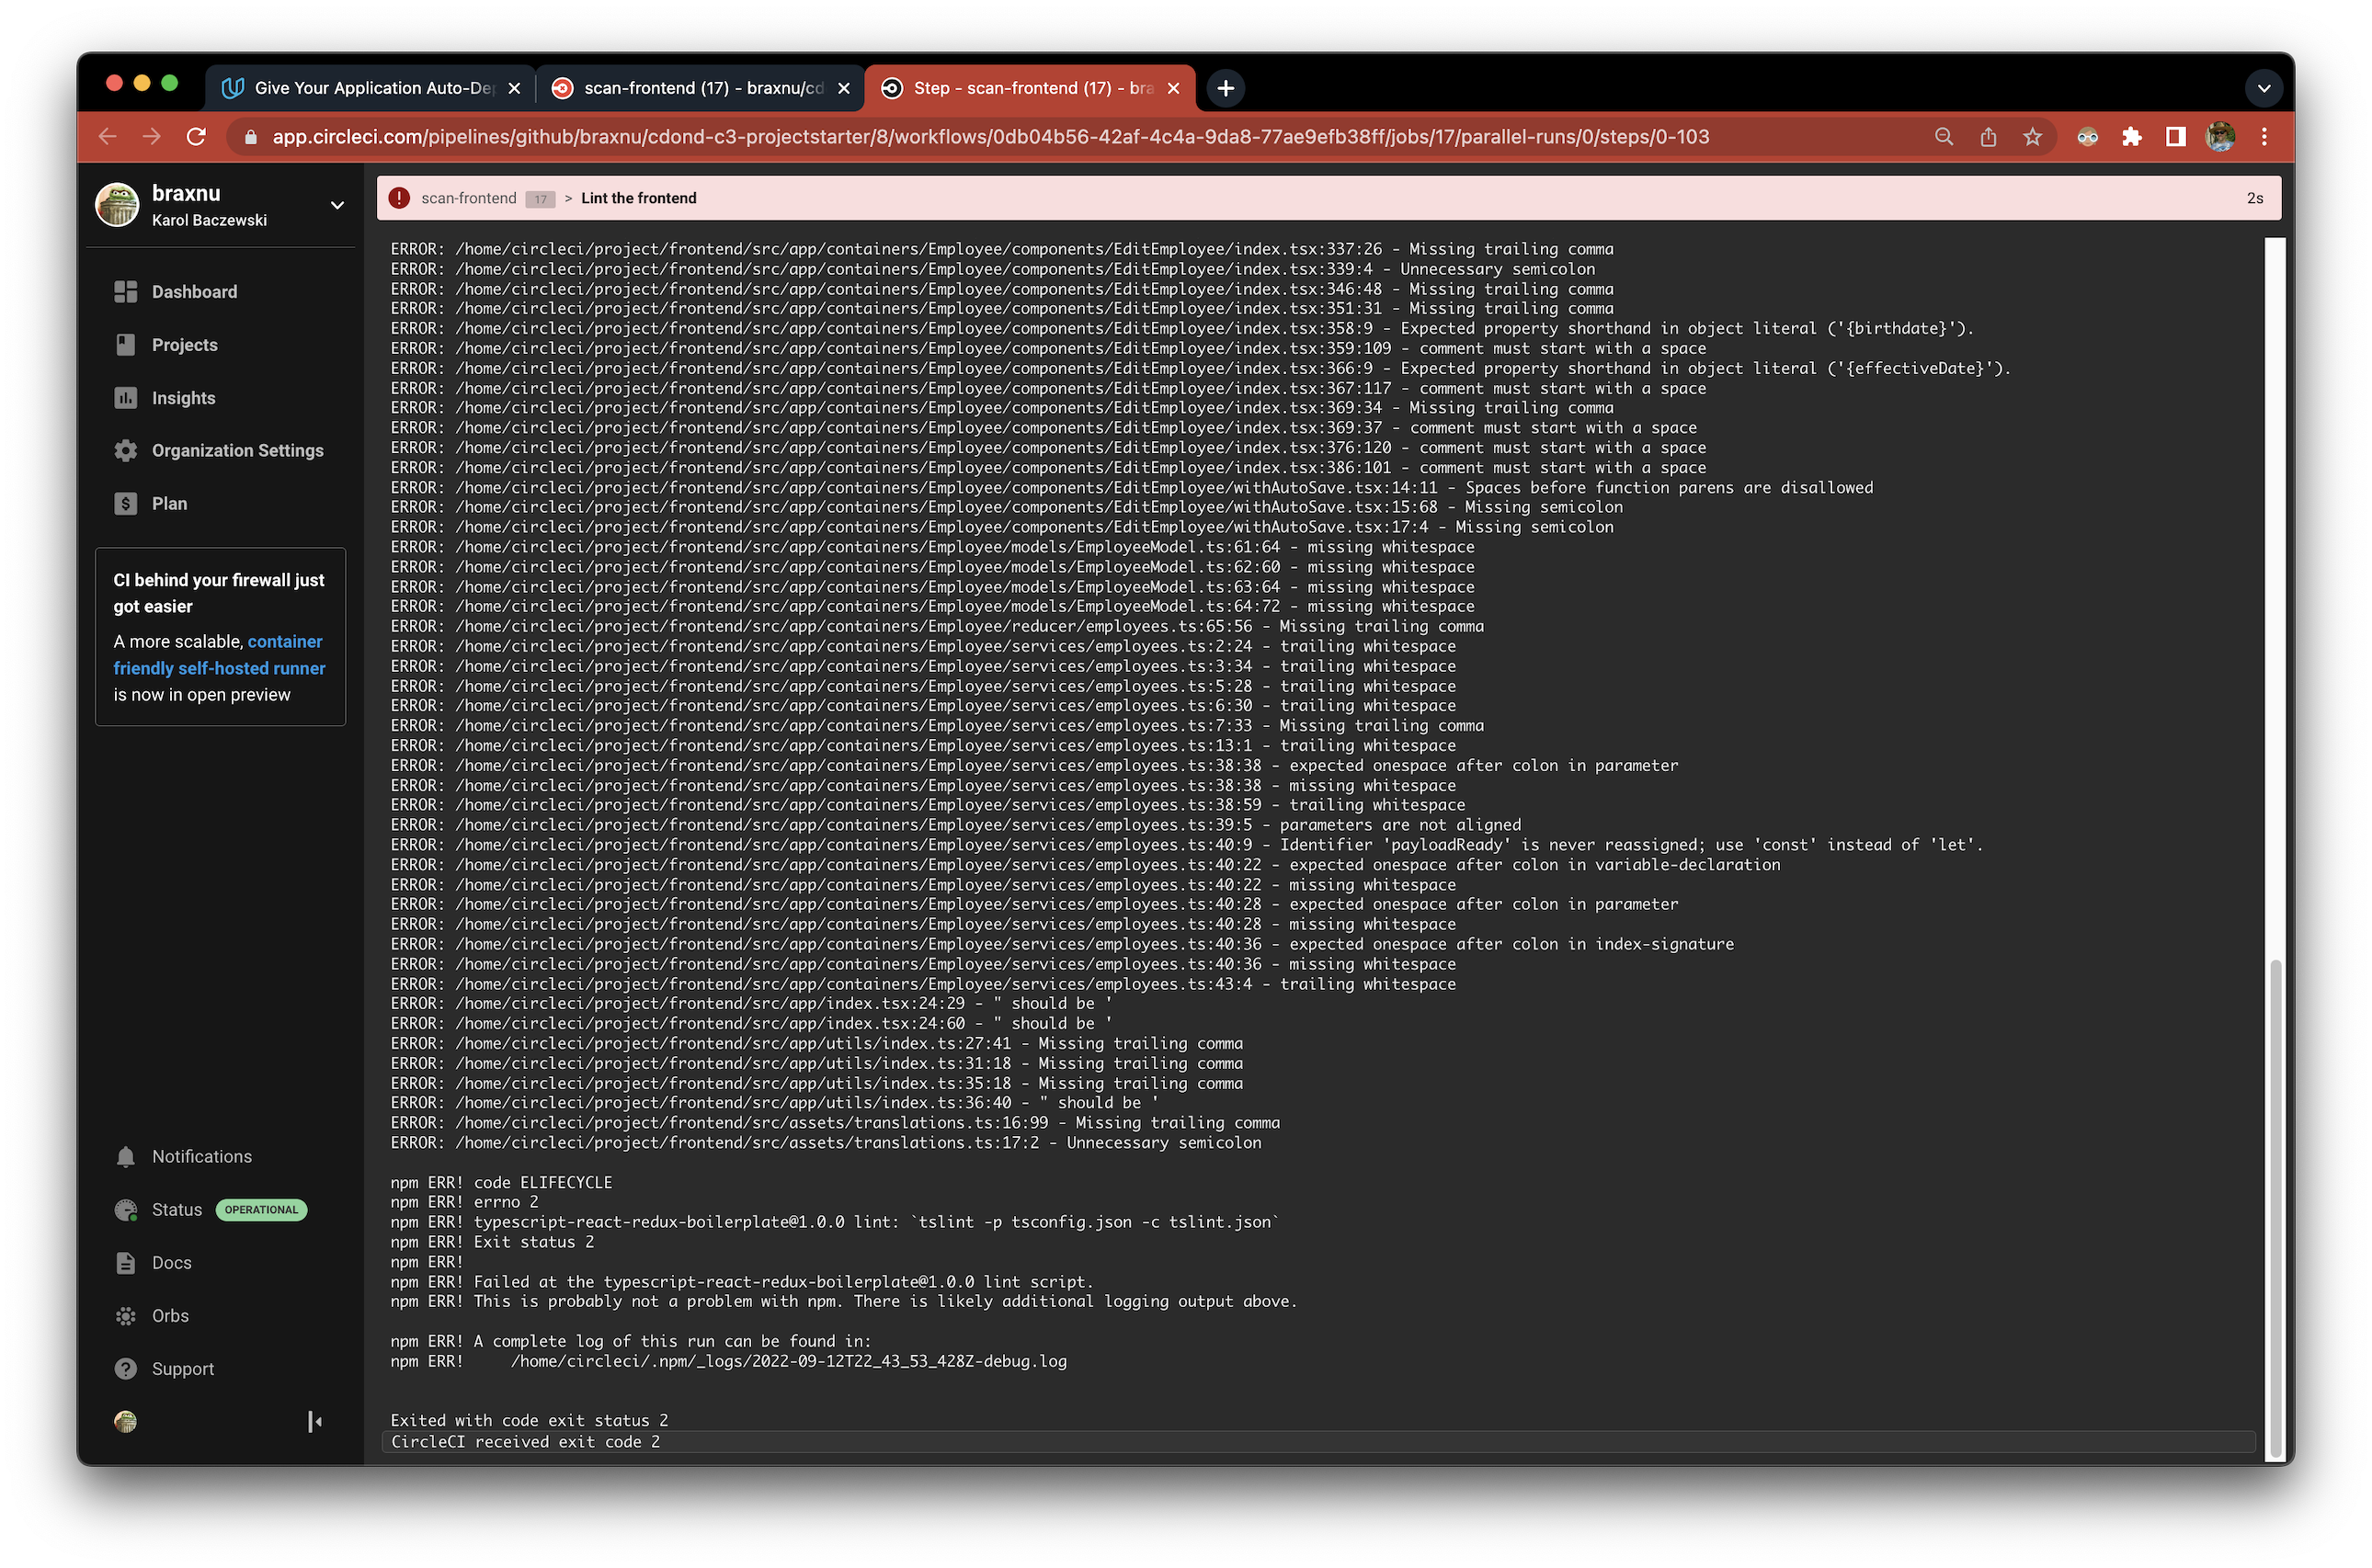 Give Your Application Auto-De
scan-frontend (17) - braxnu/cd
Step - scan-frontend (17) - bra
app.circleci.com/pipelines/github/braxnu/cdond-c3-projectstarter/8/workflows/0db04b56-42af-4c4a-9da8-77ae9efb38ff/jobs/17/parallel-runs/0/steps/0-103
braxnu
Karol Baczewski
Dashboard
Projects
Insights
Organization Settings
Plan
CI behind your firewall just
got easier
A more scalable, container
friendly self-hosted runner
is now in open preview
Notifications
Status OPERATIONAL
Docs
Orbs
Support
scan-frontend 17 > Lint the frontend 2s
ERROR: /home/circleci/project/frontend/src/app/containers/Employee/components/EditEmployee/index.tsx:337:26 - Missing trailing comma
ERROR: /home/circleci/project/frontend/src/app/containers/Employee/components/EditEmployee/index.tsx:339:4 - Unnecessary semicolon
ERROR: /home/circleci/project/frontend/src/app/containers/Employee/components/EditEmployee/index.tsx:346:48 - Missing trailing comma
ERROR: /home/circleci/project/frontend/src/app/containers/Employee/components/EditEmployee/index.tsx:351:31 - Missing trailing comma
ERROR: /home/circleci/project/frontend/src/app/containers/Employee/components/EditEmployee/index.tsx:358:9 - Expected property shorthand in object literal ('{birthdate}').
ERROR: /home/circleci/project/frontend/src/app/containers/Employee/components/EditEmployee/index.tsx:359:109 - comment must start with a space
ERROR: /home/circleci/project/frontend/src/app/containers/Employee/components/EditEmployee/index.tsx:366:9 - Expected property shorthand in object literal ('{effectiveDate}').
ERROR: /home/circleci/project/frontend/src/app/containers/Employee/components/EditEmployee/index.tsx:367:117 - comment must start with a space
ERROR: /home/circleci/project/frontend/src/app/containers/Employee/components/EditEmployee/index.tsx:369:34 - Missing trailing comma
ERROR: /home/circleci/project/frontend/src/app/containers/Employee/components/EditEmployee/index.tsx:369:37 - comment must start with a space
ERROR: /home/circleci/project/frontend/src/app/containers/Employee/components/EditEmployee/index.tsx:376:120 - comment must start with a space
ERROR: /home/circleci/project/frontend/src/app/containers/Employee/components/EditEmployee/index.tsx:386:101 - comment must start with a space
ERROR: /home/circleci/project/frontend/src/app/containers/Employee/components/EditEmployee/withAutoSave.tsx:14:11 - Spaces before function parens are disallowed
ERROR: /home/circleci/project/frontend/src/app/containers/Employee/components/EditEmployee/withAutoSave.tsx:15:68 - Missing semicolon
ERROR: /home/circleci/project/frontend/src/app/containers/Employee/components/EditEmployee/withAutoSave.tsx:17:4 - Missing semicolon
ERROR: /home/circleci/project/frontend/src/app/containers/Employee/models/EmployeeModel.ts:61:64 - missing whitespace
ERROR: /home/circleci/project/frontend/src/app/containers/Employee/models/EmployeeModel.ts:62:60 - missing whitespace
ERROR: /home/circleci/project/frontend/src/app/containers/Employee/models/EmployeeModel.ts:63:64 - missing whitespace
ERROR: /home/circleci/project/frontend/src/app/containers/Employee/models/EmployeeModel.ts:64:72 - missing whitespace
ERROR: /home/circleci/project/frontend/src/app/containers/Employee/reducer/employees.ts:65:56 - Missing trailing comma
ERROR: /home/circleci/project/frontend/src/app/containers/Employee/services/employees.ts:2:24 - trailing whitespace
ERROR: /home/circleci/project/frontend/src/app/containers/Employee/services/employees.ts:3:34 - trailing whitespace
ERROR: /home/circleci/project/frontend/src/app/containers/Employee/services/employees.ts:5:28 - trailing whitespace
ERROR: /home/circleci/project/frontend/src/app/containers/Employee/services/employees.ts:6:30 - trailing whitespace
ERROR: /home/circleci/project/frontend/src/app/containers/Employee/services/employees.ts:7:33 - Missing trailing comma
ERROR: /home/circleci/project/frontend/src/app/containers/Employee/services/employees.ts:13:1 - trailing whitespace
ERROR: /home/circleci/project/frontend/src/app/containers/Employee/services/employees.ts:38:38 - expected onespace after colon in parameter
ERROR: /home/circleci/project/frontend/src/app/containers/Employee/services/employees.ts:38:38 - missing whitespace
ERROR: /home/circleci/project/frontend/src/app/containers/Employee/services/employees.ts:38:59 - trailing whitespace
ERROR: /home/circleci/project/frontend/src/app/containers/Employee/services/employees.ts:39:5 - parameters are not aligned
ERROR: /home/circleci/project/frontend/src/app/containers/Employee/services/employees.ts:40:9 - Identifier 'payloadReady' is never reassigned; use 'const' instead of 'let'.
ERROR: /home/circleci/project/frontend/src/app/containers/Employee/services/employees.ts:40:22 - expected onespace after colon in variable-declaration
ERROR: /home/circleci/project/frontend/src/app/containers/Employee/services/employees.ts:40:22 - missing whitespace
ERROR: /home/circleci/project/frontend/src/app/containers/Employee/services/employees.ts:40:28 - expected onespace after colon in parameter
ERROR: /home/circleci/project/frontend/src/app/containers/Employee/services/employees.ts:40:28 - missing whitespace
ERROR: /home/circleci/project/frontend/src/app/containers/Employee/services/employees.ts:40:36 - expected onespace after colon in index-signature
ERROR: /home/circleci/project/frontend/src/app/containers/Employee/services/employees.ts:40:36 - missing whitespace
ERROR: /home/circleci/project/frontend/src/app/containers/Employee/services/employees.ts:43:4 - trailing whitespace
ERROR: /home/circleci/project/frontend/src/app/index.tsx:24:29 - " should be '
ERROR: /home/circleci/project/frontend/src/app/index.tsx:24:60 - " should be '
ERROR: /home/circleci/project/frontend/src/app/utils/index.ts:27:41 - Missing trailing comma
ERROR: /home/circleci/project/frontend/src/app/utils/index.ts:31:18 - Missing trailing comma
ERROR: /home/circleci/project/frontend/src/app/utils/index.ts:35:18 - Missing trailing comma
ERROR: /home/circleci/project/frontend/src/app/utils/index.ts:36:40 - " should be '
ERROR: /home/circleci/project/frontend/src/assets/translations.ts:16:99 - Missing trailing comma
ERROR: /home/circleci/project/frontend/src/assets/translations.ts:17:2 - Unnecessary semicolon
npm ERR! code ELIFECYCLE
npm ERR! errno 2
npm ERR! typescript-react-redux-boilerplate@1.0.0 lint: `tslint -p tsconfig.json -c tslint.json`
npm ERR! Exit status 2
npm ERR!
npm ERR! Failed at the typescript-react-redux-boilerplate@1.0.0 lint script.
npm ERR! This is probably not a problem with npm. There is likely additional logging output above.
npm ERR! A complete log of this run can be found in:
npm ERR!     /home/circleci/.npm/_logs/2022-09-12T22_43_53_428Z-debug.log
Exited with code exit status 2
CircleCI received exit code 2